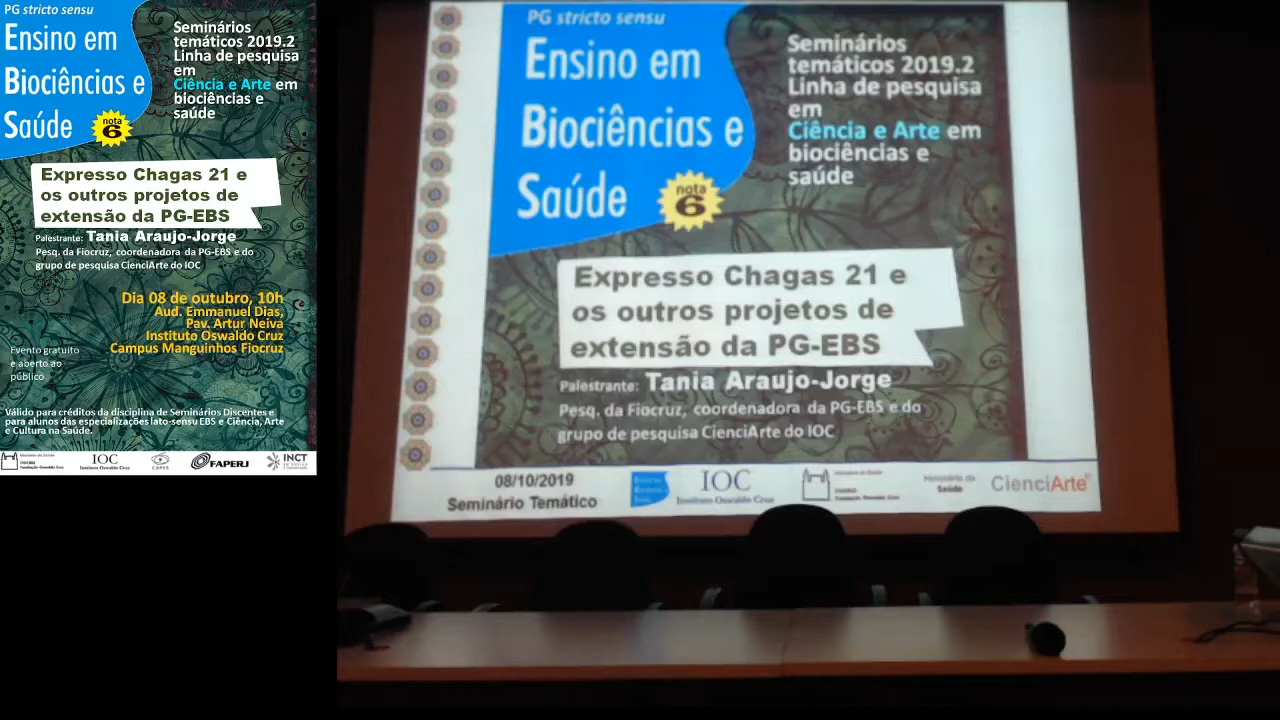 PG stricto sensu
Ensino em
Biociências e
Saúde
nota
6
Seminários
temáticos 2019.2
Linha de pesquisa
em
Ciência e Arte em
biociências e
saúde
Expresso Chagas 21 e
os outros projetos de
extensão da PG-EBS
Palestrante: Tania Araujo-Jorge
Pesq. da Fiocruz, coordenadora da PG-EBS e do
grupo de pesquisa CienciArte do IOC
Dia 08 de outubro, 10h
Aud. Emmanuel Dias,
Pav. Artur Neiva
Instituto Oswaldo Cruz
Campus Manguinhos Fiocruz
Evento gratuito
e aberto ao
público
Válido para créditos da disciplina de Seminários Discentes e
para alunos das especializações lato-sensu EBS e Ciência, Arte
e Cultura na Saúde.
IOC
Instituto Oswaldo Cruz
CAPES
FAPERJ
INCT
PG stricto sensu
Ensino em
Biociências e
Saúde
nota
6
Seminários
temáticos 2019.2
Linha de pesquisa
em
Ciência e Arte em
biociências e
saúde
Expresso Chagas 21 e
os outros projetos de
extensão da PG-EBS
Palestrante: Tania Araujo-Jorge
Pesq. da Fiocruz, coordenadora da PG-EBS e do
grupo de pesquisa CienciArte do IOC
08/10/2019
Seminário Temático
IOC
Instituto Oswaldo Cruz
Ministério da
Saúde
CienciArte